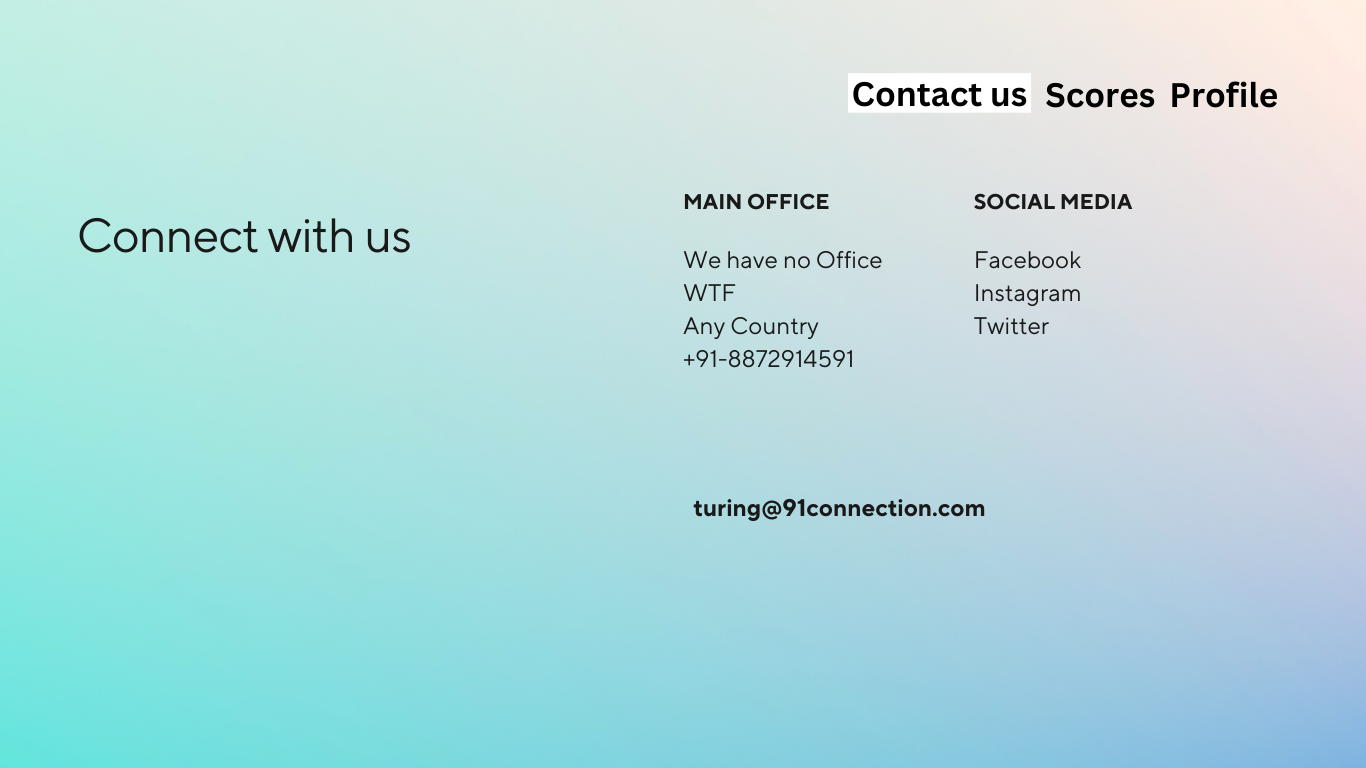 Contact us Scores Profile
Connect with us
MAIN OFFICE
We have no Office
WTF
Any Country
+91-8872914591
SOCIAL MEDIA
Facebook
Instagram
Twitter
turing@91connection.com